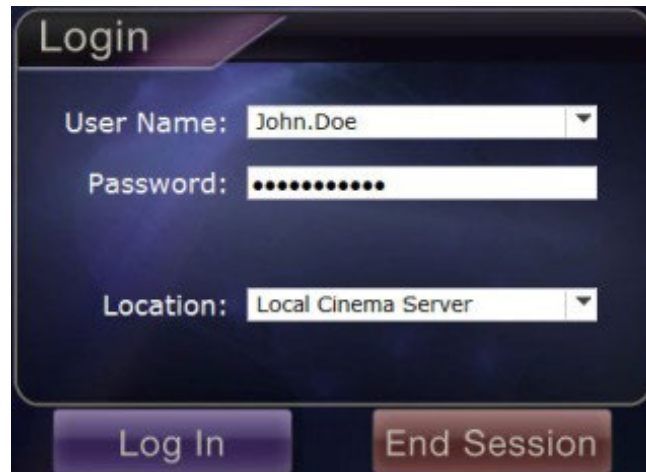 Login
User Name: John.Doe
Password: •••••••••••
Location: Local Cinema Server
Log In End Session